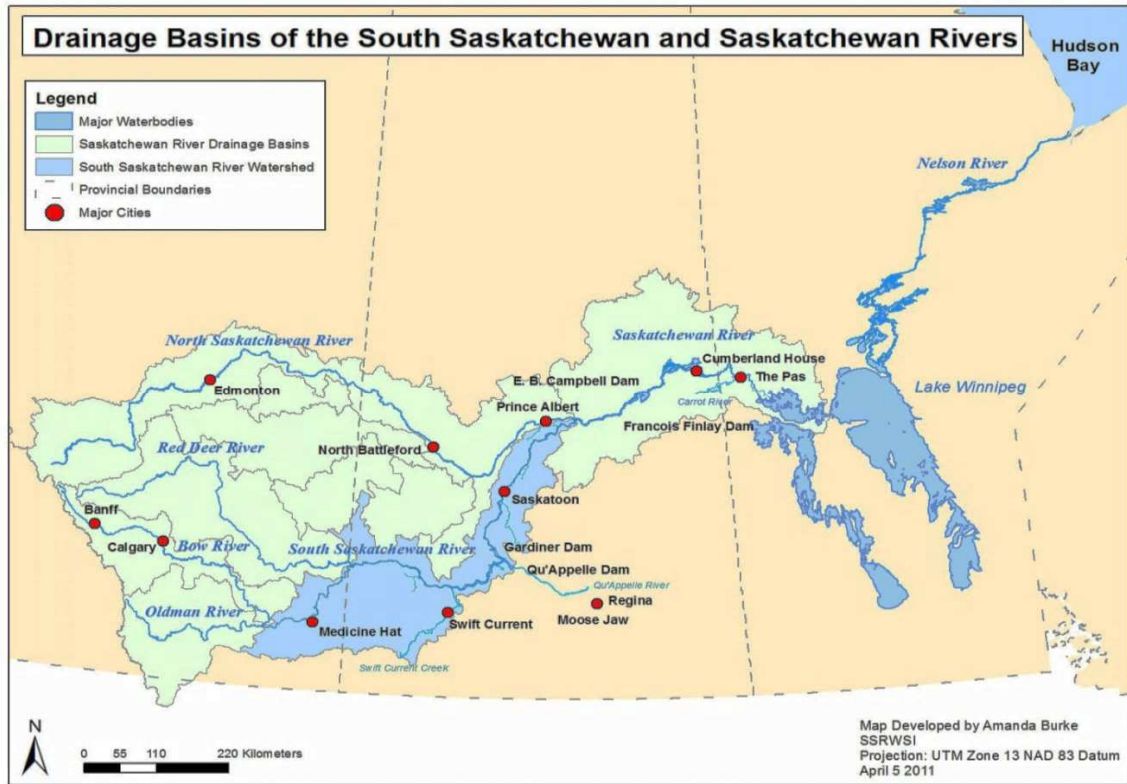 Drainage Basins of the South Saskatchewan and Saskatchewan Rivers
Hudson
Bay
Legend
Major Waterbodies
Saskatchewan River Drainage Basins
South Saskatchewan River Watershed
Provincial Boundaries
Major Cities
Nelson River
North Saskatchewan River
Saskatchewan River
Cumberland House
Edmonton
E. B. Campbell Dam
The Pas
Lake Winnipeg
Carrot River
Prince Albert
Francois Finlay Dam
Red Deer River
North Battleford
Saskatoon
Banff
Calgary
Bow River
South Saskatchewan River
Gardiner Dam
Qu'Appelle Dam
Qu'Appelle River
Oldman River
Regina
Medicine Hat
Swift Current
Moose Jaw
Swift Current Creek
N
0 55 110 220 Kilometers
Map Developed by Amanda Burke
SSRWSI
Projection: UTM Zone 13 NAD 83 Datum
April 5 2011